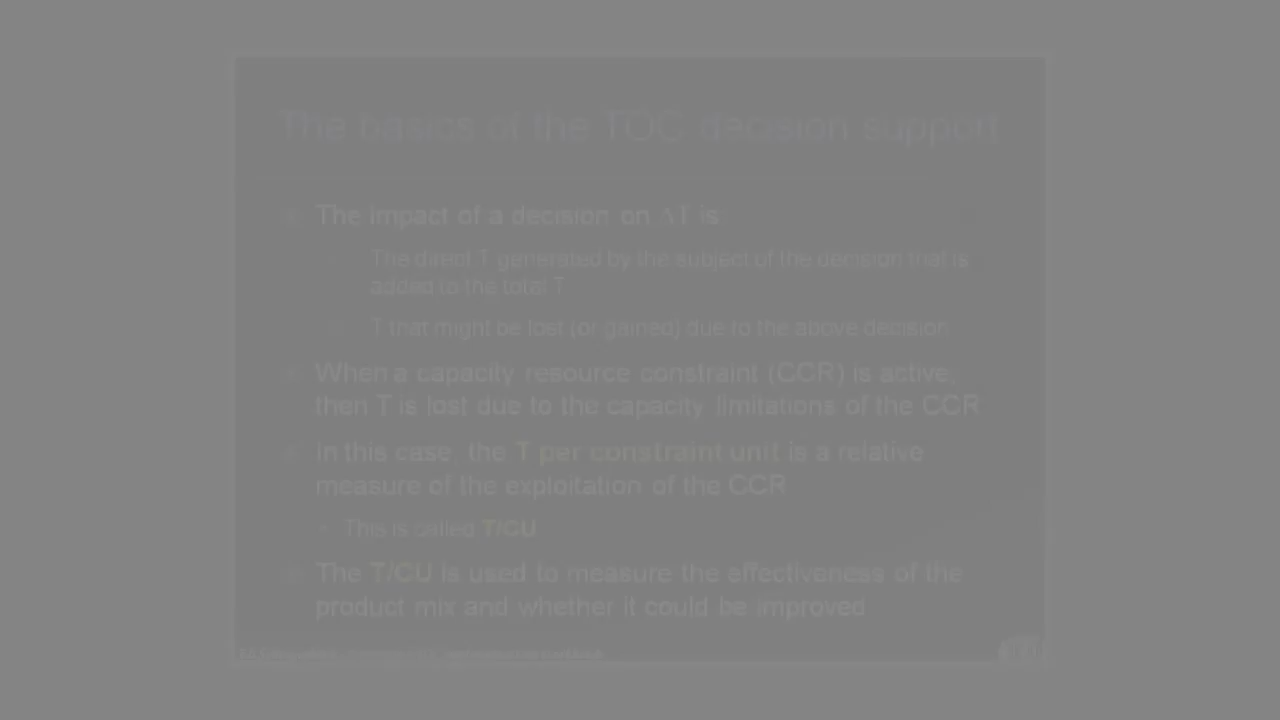 The basics of the TOC decision support
The impact of a decision on ΔT is
The direct T generated by the subject of the decision that is
added to the total T
T that might be lost (or gained) due to the above decision
When a capacity resource constraint (CCR) is active,
then T is lost due to the capacity limitations of the CCR
In this case, the T per constraint unit is a relative
measure of the exploitation of the CCR
This is called T/CU
The T/CU is used to measure the effectiveness of the
product mix and whether it could be improved